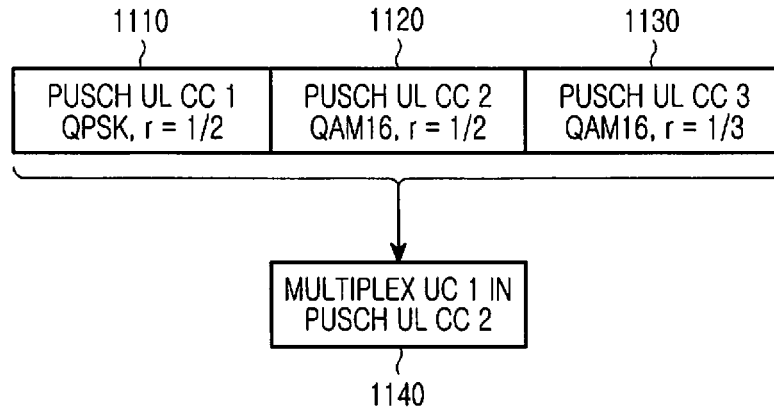 1110
1120
1130
PUSCH UL CC 1
QPSK, r = 1/2
PUSCH UL CC 2
QAM16, r = 1/2
PUSCH UL CC 3
QAM16, r = 1/3
MULTIPLEX UC 1 IN
PUSCH UL CC 2
1140